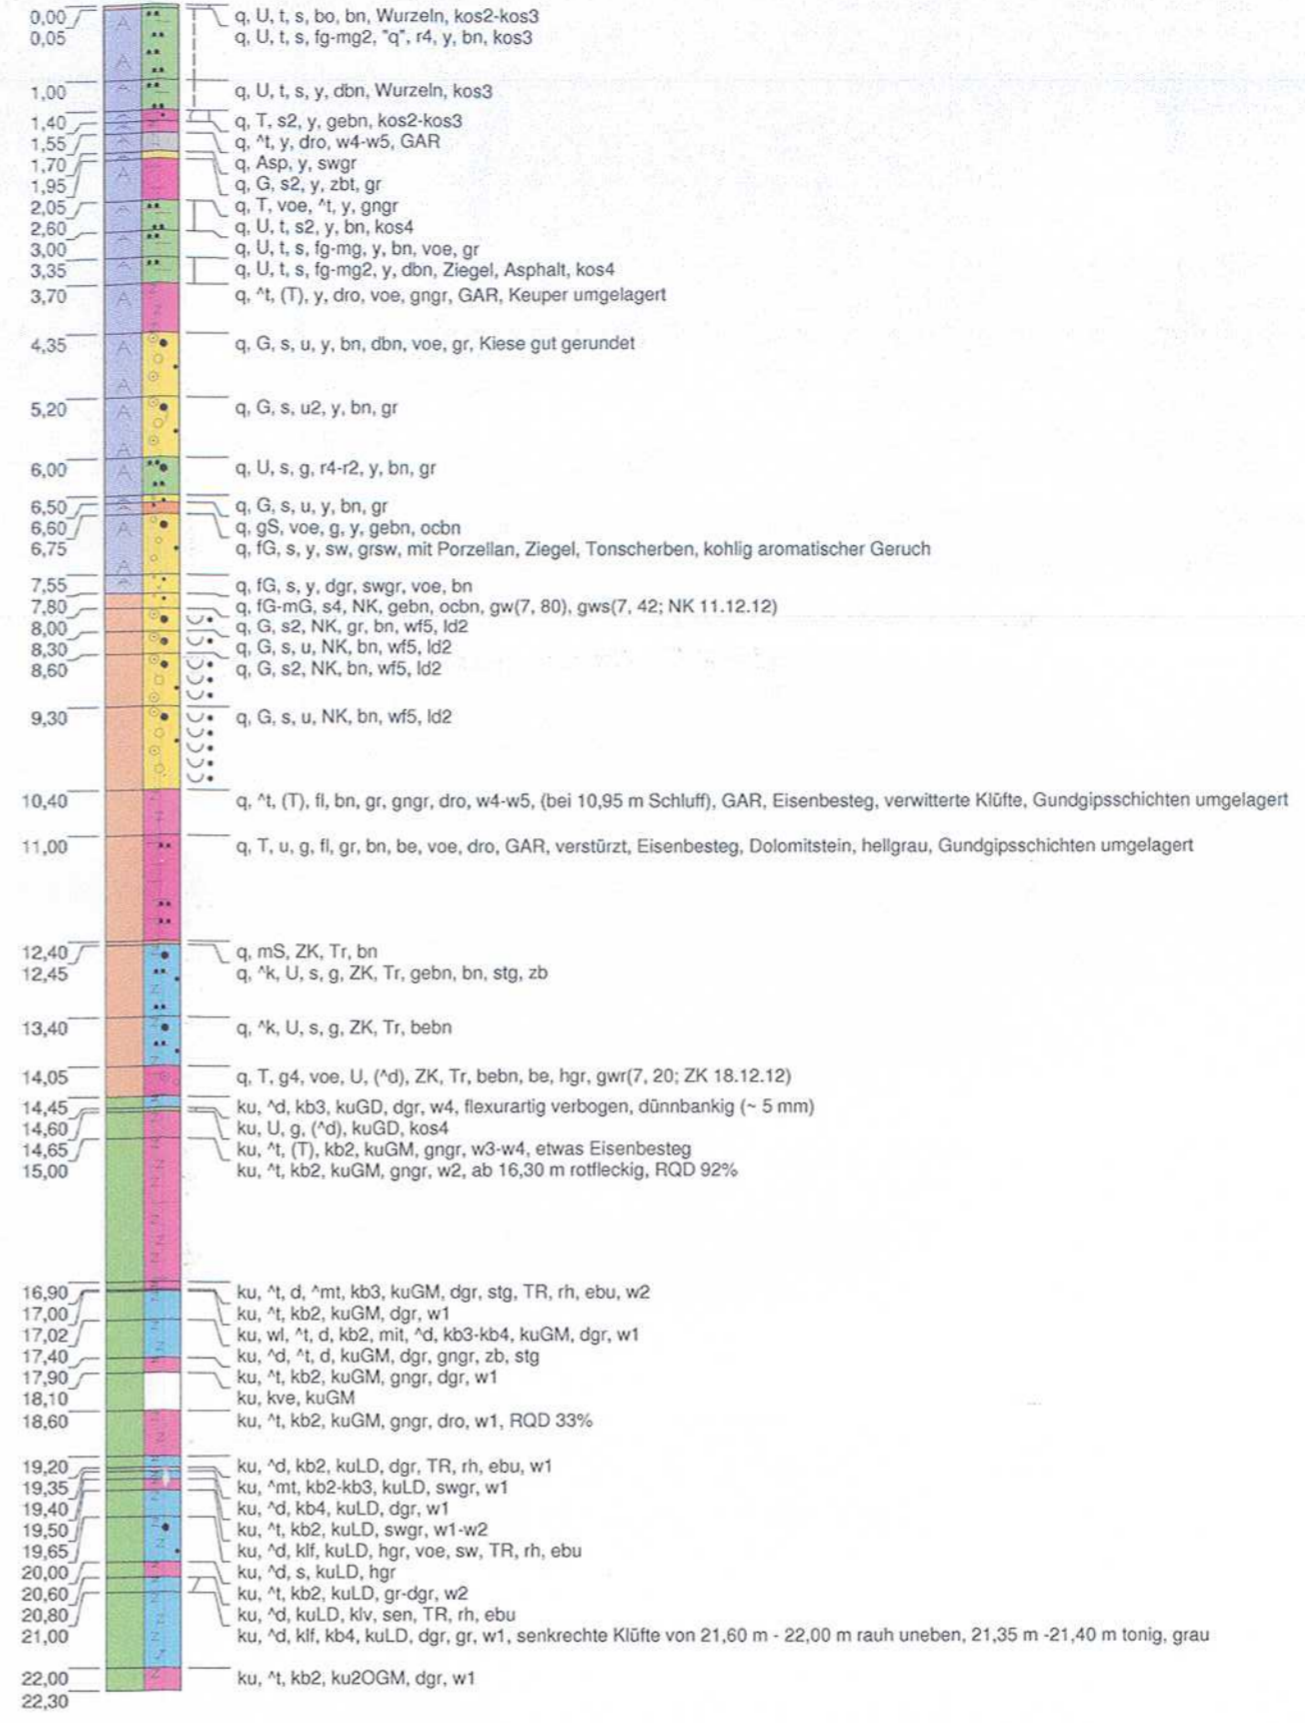 0,00 q, U, t, s, bo, bn, Wurzeln, kos2-kos3
0,05 q, U, t, s, fg-mg2, "q", r4, y, bn, kos3
1,00 q, U, t, s, y, dbn, Wurzeln, kos3
1,40 q, T, s2, y, gebn, kos2-kos3
1,55 q, ^t, y, dro, w4-w5, GAR
1,70 q, Asp, y, swgr
1,95 q, G, s2, y, zbt, gr
2,05 q, T, voe, ^t, y, gngr
2,60 q, U, t, s2, y, bn, kos4
3,00 q, U, t, s, fg-mg, y, bn, voe, gr
3,35 q, U, t, s, fg-mg2, y, dbn, Ziegel, Asphalt, kos4
3,70 q, ^t, (T), y, dro, voe, gngr, GAR, Keuper umgelagert
4,35 q, G, s, u, y, bn, dbn, voe, gr, Kiese gut gerundet
5,20 q, G, s, u2, y, bn, gr
6,00 q, U, s, g, r4-r2, y, bn, gr
6,50 q, G, s, u, y, bn, gr
6,60 q, gS, voe, g, y, gebn, ocbn
6,75 q, fG, s, y, sw, grsw, mit Porzellan, Ziegel, Tonscherben, kohlig aromatischer Geruch
7,55 q, fG, s, y, dgr, swgr, voe, bn
7,80 q, fG-mG, s4, NK, gebn, ocbn, gw(7, 80), gws(7, 42; NK 11.12.12)
8,00 q, G, s2, NK, gr, bn, wf5, ld2
8,30 q, G, s, u, NK, bn, wf5, ld2
8,60 q, G, s2, NK, bn, wf5, ld2
9,30 q, G, s, u, NK, bn, wf5, ld2
10,40 q, ^t, (T), fl, bn, gr, gngr, dro, w4-w5, (bei 10,95 m Schluff), GAR, Eisenbesteg, verwitterte Klüfte, Gundgipsschichten umgelagert
11,00 q, T, u, g, fl, gr, bn, be, voe, dro, GAR, verstürzt, Eisenbesteg, Dolomitstein, hellgrau, Gundgipsschichten umgelagert
12,40 q, mS, ZK, Tr, bn
12,45 q, ^k, U, s, g, ZK, Tr, gebn, bn, stg, zb
13,40 q, ^k, U, s, g, ZK, Tr, bebn
14,05 q, T, g4, voe, U, (^d), ZK, Tr, bebn, be, hgr, gwr(7, 20; ZK 18.12.12)
14,45 ku, ^d, kb3, kuGD, dgr, w4, flexurartig verbogen, dünnbankig (~ 5 mm)
14,60 ku, U, g, (^d), kuGD, kos4
14,65 ku, ^t, (T), kb2, kuGM, gngr, w3-w4, etwas Eisenbesteg
15,00 ku, ^t, kb2, kuGM, gngr, w2, ab 16,30 m rotfleckig, RQD 92%
16,90 ku, ^t, d, ^mt, kb3, kuGM, dgr, stg, TR, rh, ebu, w2
17,00 ku, ^t, kb2, kuGM, dgr, w1
17,02 ku, wl, ^t, d, kb2, mit, ^d, kb3-kb4, kuGM, dgr, w1
17,40 ku, ^d, ^t, d, kuGM, dgr, gngr, zb, stg
17,90 ku, ^t, kb2, kuGM, gngr, dgr, w1
18,10 ku, kve, kuGM
18,60 ku, ^t, kb2, kuGM, gngr, dro, w1, RQD 33%
19,20 ku, ^d, kb2, kuLD, dgr, TR, rh, ebu, w1
19,35 ku, ^mt, kb2-kb3, kuLD, swgr, w1
19,40 ku, ^d, kb4, kuLD, dgr, w1
19,50 ku, ^t, kb2, kuLD, swgr, w1-w2
19,65 ku, ^d, klf, kuLD, hgr, voe, sw, TR, rh, ebu
20,00 ku, ^d, s, kuLD, hgr
20,60 ku, ^t, kb2, kuLD, gr-dgr, w2
20,80 ku, ^d, kuLD, klv, sen, TR, rh, ebu
21,00 ku, ^d, klf, kb4, kuLD, dgr, gr, w1, senkrechte Klüfte von 21,60 m - 22,00 m rauh uneben, 21,35 m -21,40 m tonig, grau
22,00 ku, ^t, kb2, ku2OGM, dgr, w1
22,30